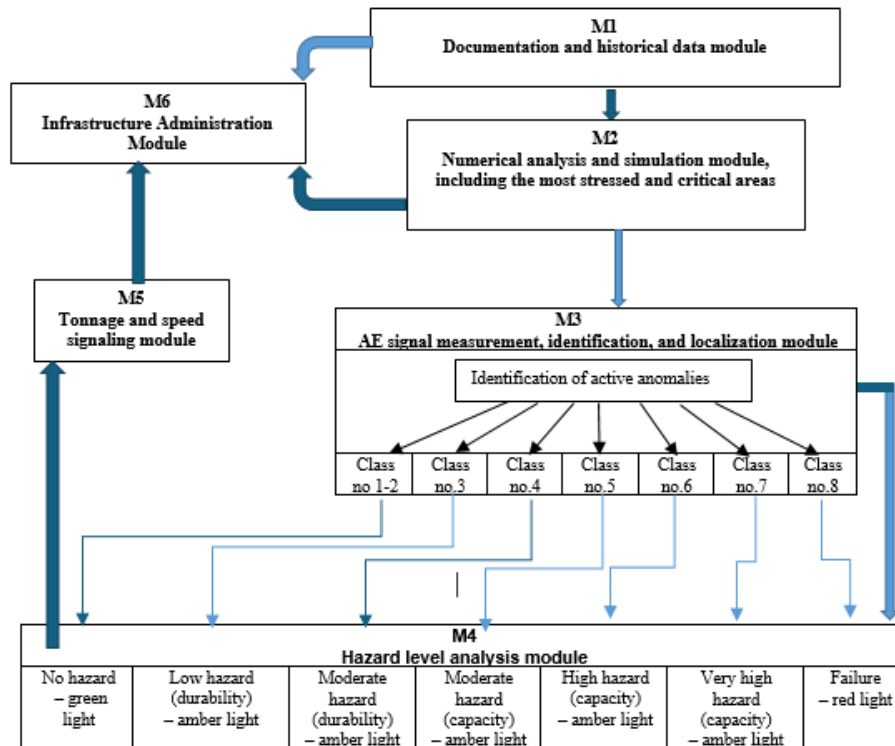 M1
Documentation and historical data module
M6
Infrastructure Administration
Module
M2
Numerical analysis and simulation module,
including the most stressed and critical areas
M5
Tonnage and speed
signaling module
M3
AE signal measurement, identification, and localization module
Identification of active anomalies
Class
no 1-2
Class
no.3
Class
no.4
Class
no.5
Class
no.6
Class
no.7
Class
no.8
M4
Hazard level analysis module
No hazard
– green
light
Low hazard
(durability)
– amber light
Moderate
hazard
(durability)
– amber light
Moderate
hazard
(capacity)
– amber light
High hazard
(capacity)
– amber light
Very high
hazard
(capacity)
– amber light
Failure
– red light